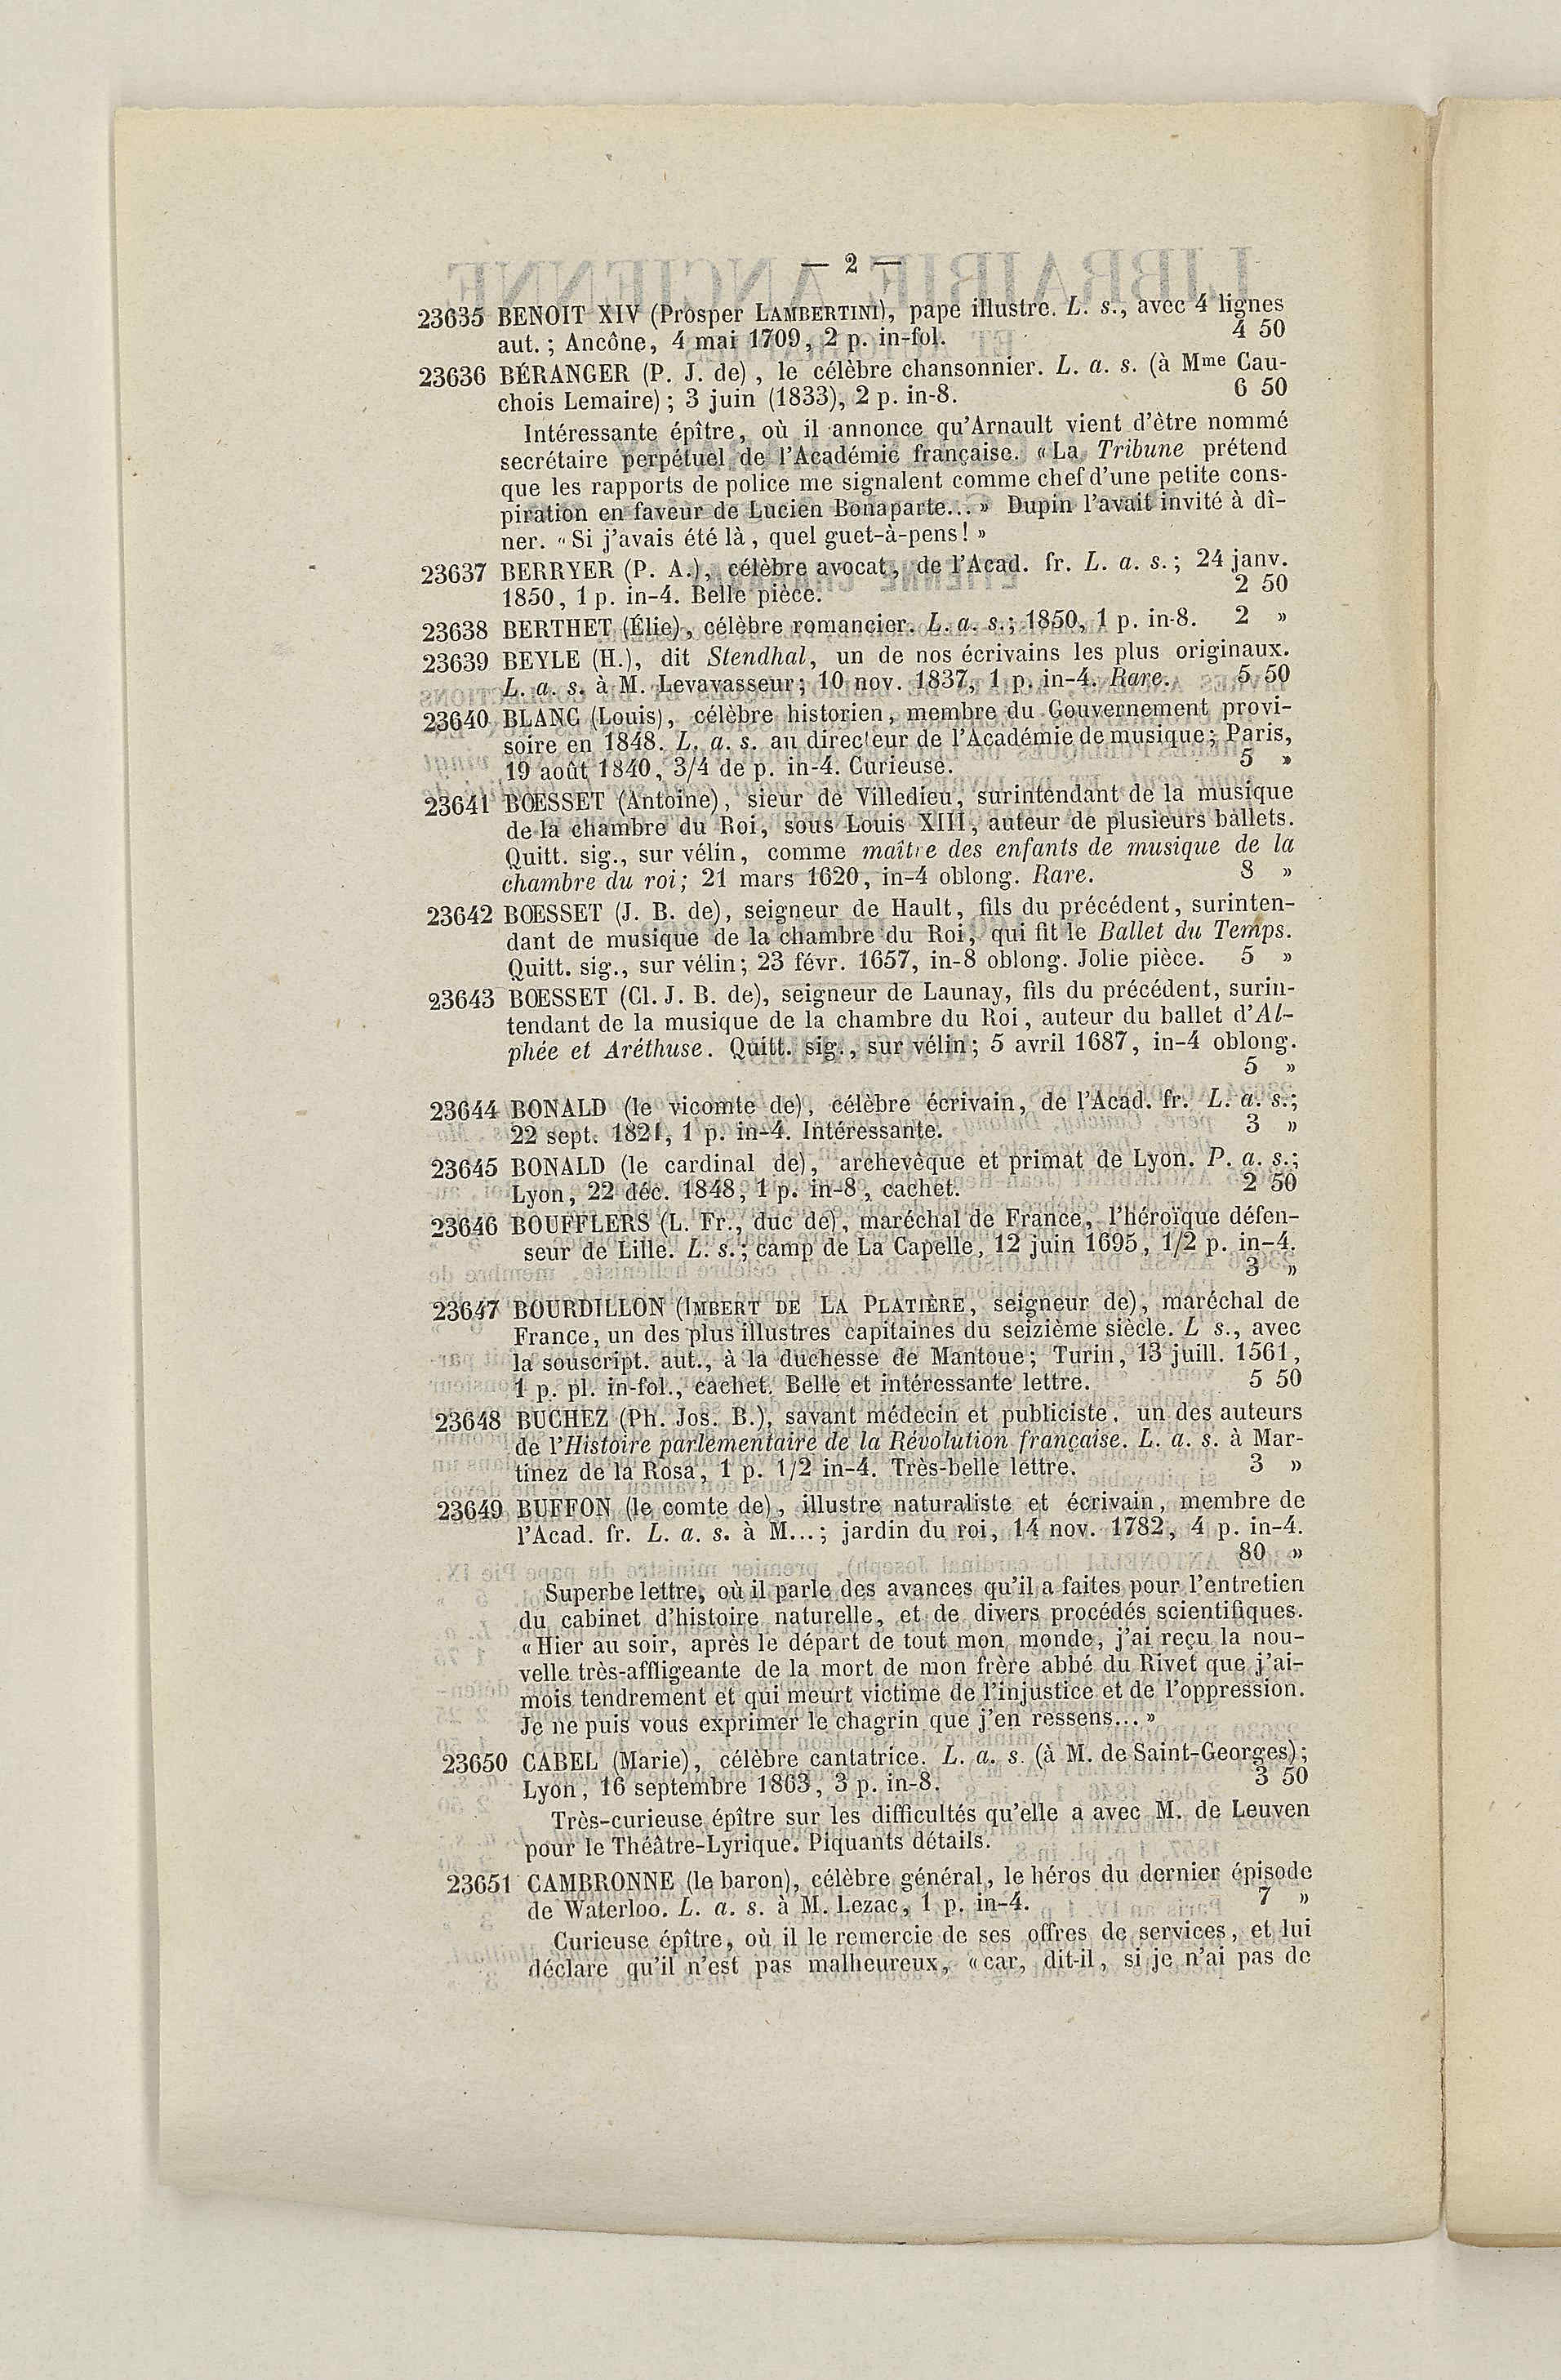 — 2 —
23635 BENOIT XIV (Prosper LAMBERTINI), pape illustre. L. s., avec 4 lignes
aut. ; Ancône, 4 mai 1709, 2 p. in-fol. 4 50
23636 BÉRANGER (P. J. de), le célèbre chansonnier. L. a. s. (à Mme Cau-
chois Lemaire) ; 3 juin (1833), 2 p. in-8. 6 50
Intéressante épître, où il annonce qu'Arnault vient d'être nommé
secrétaire perpétuel de l'Académie française. « La Tribune prétend
que les rapports de police me signalent comme chef d'une petite cons-
piration en faveur de Lucien Bonaparte... » Dupin l'avait invité à dî-
ner. « Si j'avais été là, quel guet-à-pens ! »
23637 BERRYER (P. A.), célèbre avocat, de l'Acad. fr. L. a. s. ; 24 janv.
1850, 1 p. in-4. Belle pièce. 2 50
23638 BERTHET (Élie), célèbre romancier. L. a. s. ; 1850, 1 p. in-8. 2 »
23639 BEYLE (H.), dit Stendhal, un de nos écrivains les plus originaux.
L. a. s. à M. Levavasseur ; 10 nov. 1837, 1 p. in-4. Rare. 5 50
23640 BLANC (Louis), célèbre historien, membre du Gouvernement provi-
soire en 1848. L. a. s. au directeur de l'Académie de musique ; Paris,
19 août 1840, 3/4 de p. in-4. Curieuse. 5 »
23641 BOESSET (Antoine), sieur de Villedieu, surintendant de la musique
de la chambre du Roi, sous Louis XIII, auteur de plusieurs ballets.
Quitt. sig., sur vélin, comme maître des enfants de musique de la
chambre du roi ; 21 mars 1620, in-4 oblong. Rare. 8 »
23642 BOESSET (J. B. de), seigneur de Hault, fils du précédent, surinten-
dant de musique de la chambre du Roi, qui fit le Ballet du Temps.
Quitt. sig., sur vélin ; 23 févr. 1657, in-8 oblong. Jolie pièce. 5 »
23643 BOESSET (Cl. J. B. de), seigneur de Launay, fils du précédent, surin-
tendant de la musique de la chambre du Roi, auteur du ballet d'Al-
phée et Aréthuse. Quitt. sig., sur vélin ; 5 avril 1687, in-4 oblong.
5 »
23644 BONALD (le vicomte de), célèbre écrivain, de l'Acad. fr. L. a. s. ;
22 sept. 1821, 1 p. in-4. Intéressante. 3 »
23645 BONALD (le cardinal de), archevêque et primat de Lyon. P. a. s. ;
Lyon, 22 déc. 1848, 1 p. in-8, cachet. 2 50
23646 BOUFFLERS (L. Fr., duc de), maréchal de France, l'héroïque défen-
seur de Lille. L. s. ; camp de La Capelle, 12 juin 1695, 1/2 p. in-4.
3 »
23647 BOURDILLON (IMBERT DE LA PLATIÈRE, seigneur de), maréchal de
France, un des plus illustres capitaines du seizième siècle. L s., avec
la souscript. aut., à la duchesse de Mantoue ; Turin, 13 juill. 1561,
1 p. pl. in-fol., cachet. Belle et intéressante lettre. 5 50
23648 BUCHEZ (Ph. Jos. B.), savant médecin et publiciste, un des auteurs
de l'Histoire parlementaire de la Révolution française. L. a. s. à Mar-
tinez de la Rosa, 1 p. 1/2 in-4. Très-belle lettre. 3 »
23649 BUFFON (le comte de), illustre naturaliste et écrivain, membre de
l'Acad. fr. L. a. s. à M... ; jardin du roi, 14 nov. 1782, 4 p. in-4.
80 »
Superbe lettre, où il parle des avances qu'il a faites pour l'entretien
du cabinet d'histoire naturelle, et de divers procédés scientifiques.
« Hier au soir, après le départ de tout mon monde, j'ai reçu la nou-
velle très-affligeante de la mort de mon frère abbé du Rivet que j'ai-
mois tendrement et qui meurt victime de l'injustice et de l'oppression.
Je ne puis vous exprimer le chagrin que j'en ressens... »
23650 CABEL (Marie), célèbre cantatrice. L. a. s. (à M. de Saint-Georges) ;
Lyon, 16 septembre 1863, 3 p. in-8. 3 50
Très-curieuse épître sur les difficultés qu'elle a avec M. de Leuven
pour le Théâtre-Lyrique. Piquants détails.
23651 CAMBRONNE (le baron), célèbre général, le héros du dernier épisode
de Waterloo. L. a. s. à M. Lezac, 1 p. in-4. 7 »
Curieuse épître, où il le remercie de ses offres de services, et lui
déclare qu'il n'est pas malheureux, « car, dit-il, si je n'ai pas de